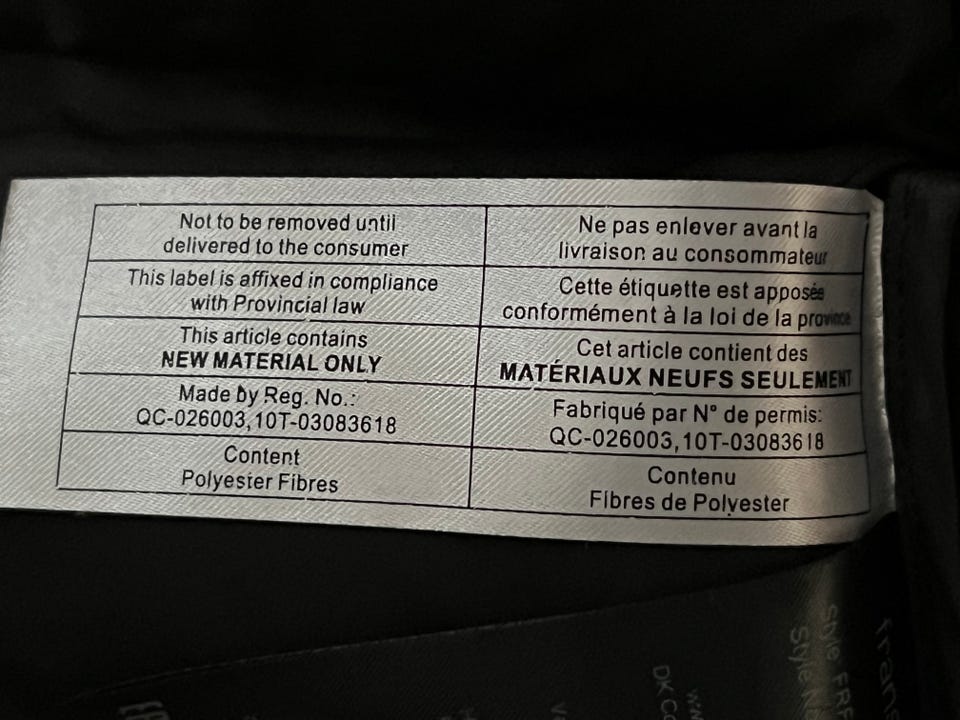 Not to be removed until
delivered to the consumer
This label is affixed in compliance
with Provincial law
This article contains
NEW MATERIAL ONLY
Made by Reg. No.:
QC-026003,10T-03083618
Content
Polyester Fibres
Ne pas enlever avant la
livraison au consommateur
Cette étiquette est apposée
conformément à la loi de la province
Cet article contient des
MATÉRIAUX NEUFS SEULEMENT
Fabriqué par N° de permis:
QC-026003,10T-03083618
Contenu
Fibres de Polyester
Style
Style
DK